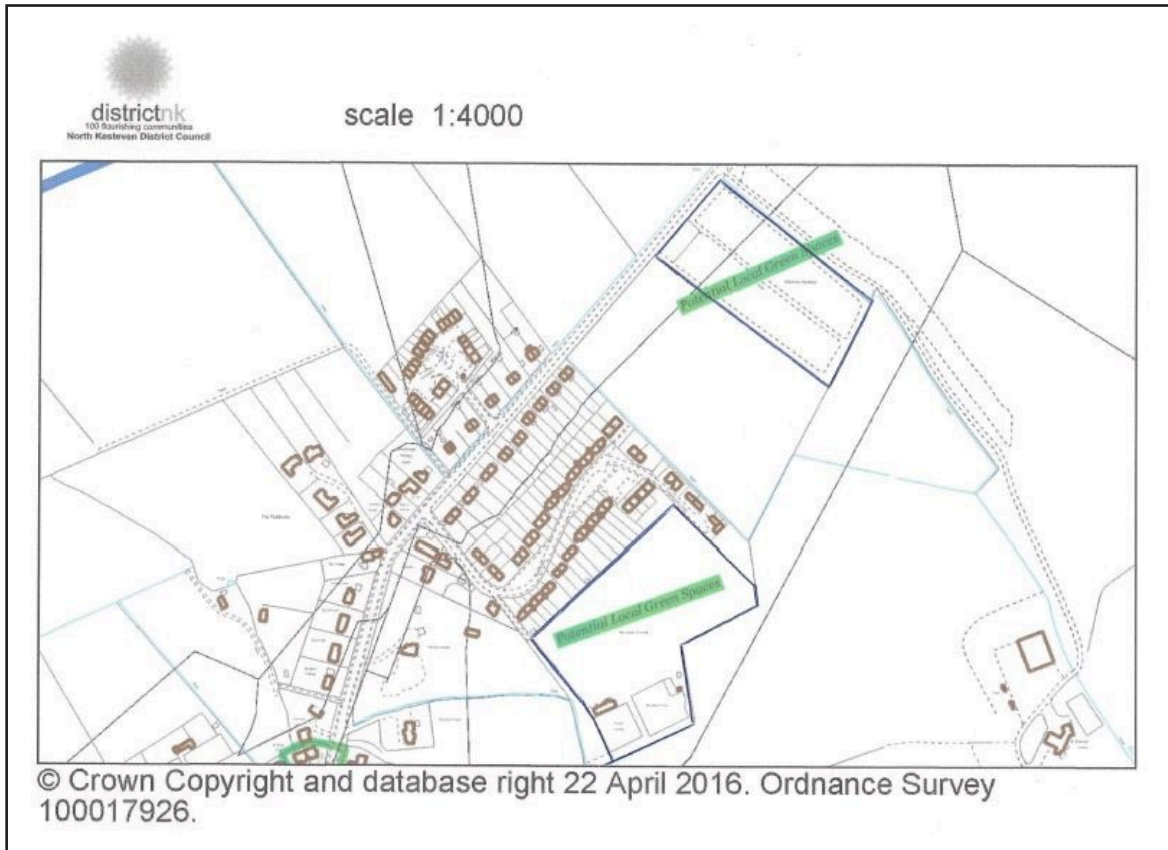 districtnk
100 flourishing communities
North Kesteven District Council
scale 1:4000
Potential Local Green Spaces
Potential Local Green Spaces
© Crown Copyright and database right 22 April 2016. Ordnance Survey
100017926.